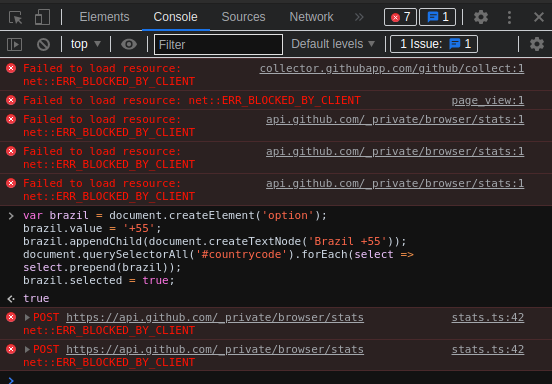 Elements Console Sources Network » 7 1
top Filter Default levels 1 Issue: 1
Failed to load resource: collector.githubapp.com/github/collect:1
net::ERR_BLOCKED_BY_CLIENT
Failed to load resource: net::ERR_BLOCKED_BY_CLIENT page_view:1
Failed to load resource: api.github.com/_private/browser/stats:1
net::ERR_BLOCKED_BY_CLIENT
Failed to load resource: api.github.com/_private/browser/stats:1
net::ERR_BLOCKED_BY_CLIENT
Failed to load resource: api.github.com/_private/browser/stats:1
net::ERR_BLOCKED_BY_CLIENT
var brazil = document.createElement('option');
brazil.value = '+55';
brazil.appendChild(document.createTextNode('Brazil +55'));
document.querySelectorAll('#countrycode').forEach(select =>
select.prepend(brazil));
brazil.selected = true;
true
POST https://api.github.com/_private/browser/stats stats.ts:42
net::ERR_BLOCKED_BY_CLIENT
POST https://api.github.com/_private/browser/stats stats.ts:42
net::ERR_BLOCKED_BY_CLIENT